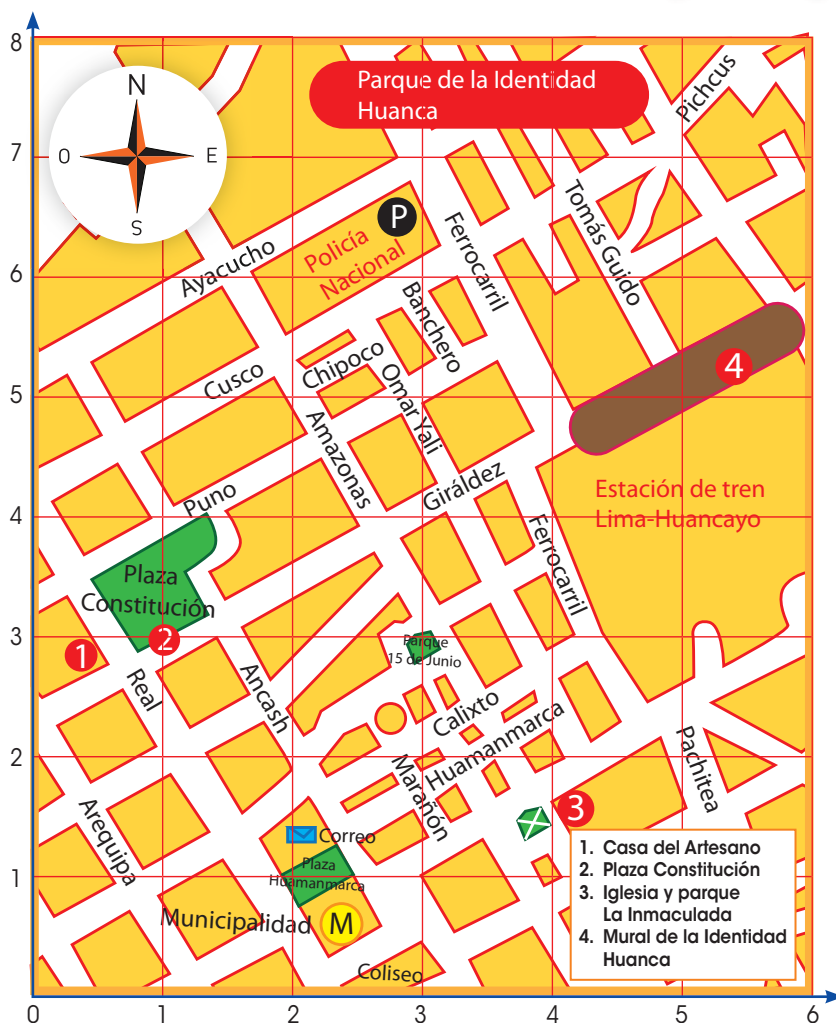 8
7
6
5
4
3
2
1
0
1
2
3
4
5
6
N
O
E
S
Parque de la Identidad
Huanca
Pichcus
P
Policía
Nacional
Ayacucho
Ferrocarril
Tomás Guido
Banchero
Chipoco
Cusco
Omar Yali
Amazonas
4
Puno
Giráldez
Estación de tren
Lima-Huancayo
Ferrocarril
Plaza
Constitución
1
2
Parque
15 de Junio
Real
Ancash
Calixto
Huamanmarca
Marañón
Pachitea
Arequipa
3
Correo
Plaza
Huamanmarca
Municipalidad
M
Coliseo
1. Casa del Artesano
2. Plaza Constitución
3. Iglesia y parque
La Inmaculada
4. Mural de la Identidad
Huanca